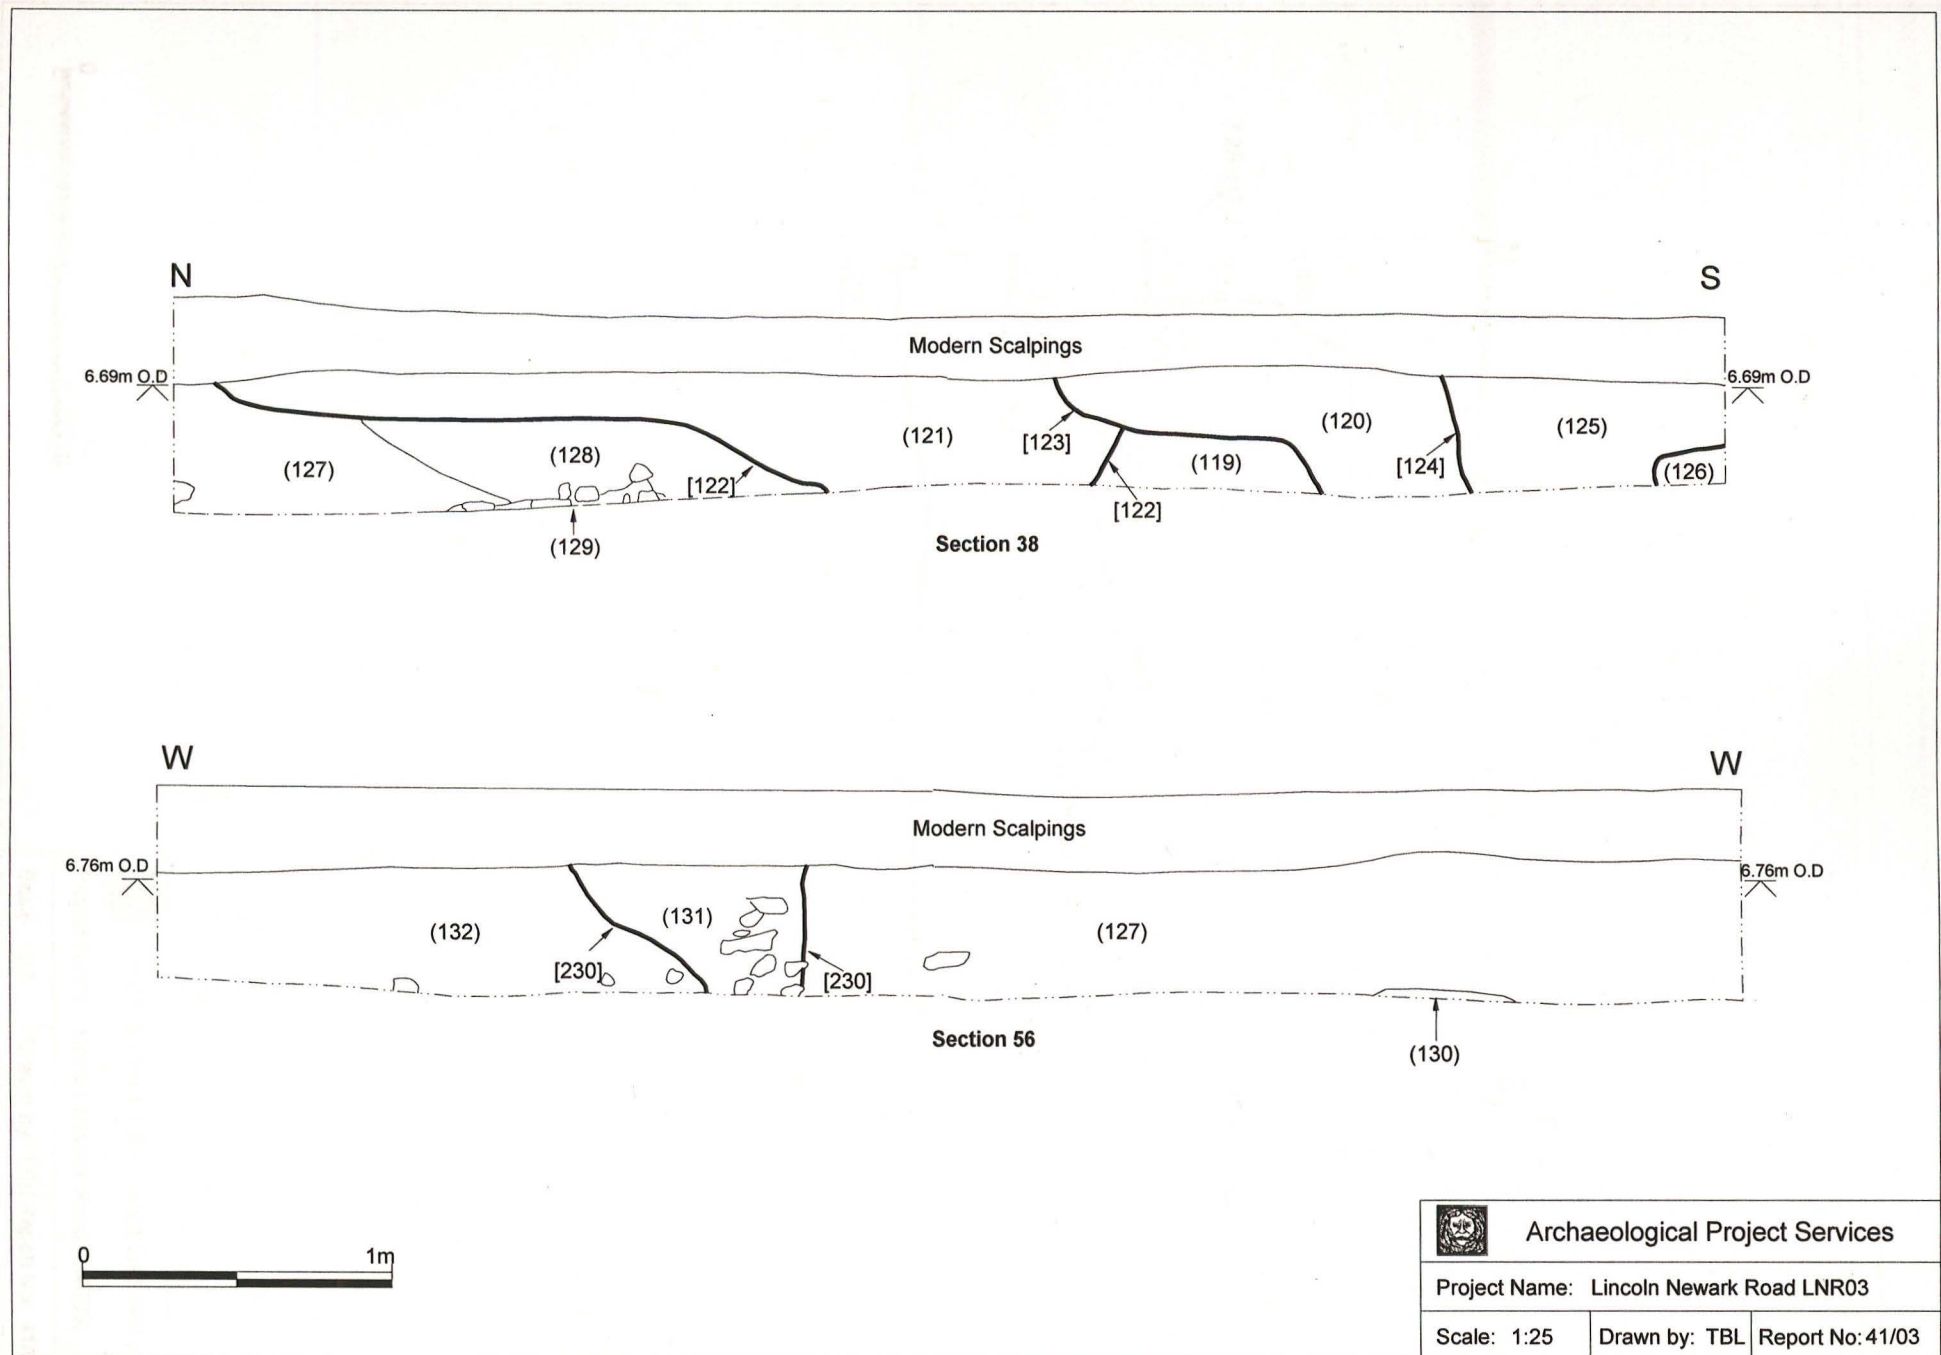 N
S
Modern Scalpings
6.69m O.D
6.69m O.D
(127)
(128)
[122]
(121)
[123]
(119)
[122]
(120)
[124]
(125)
(126)
(129)
Section 38
W
W
Modern Scalpings
6.76m O.D
6.76m O.D
(132)
[230]
(131)
[230]
(127)
(130)
Section 56
0 1m
Archaeological Project Services
Project Name: Lincoln Newark Road LNR03
Scale: 1:25 Drawn by: TBL Report No: 41/03